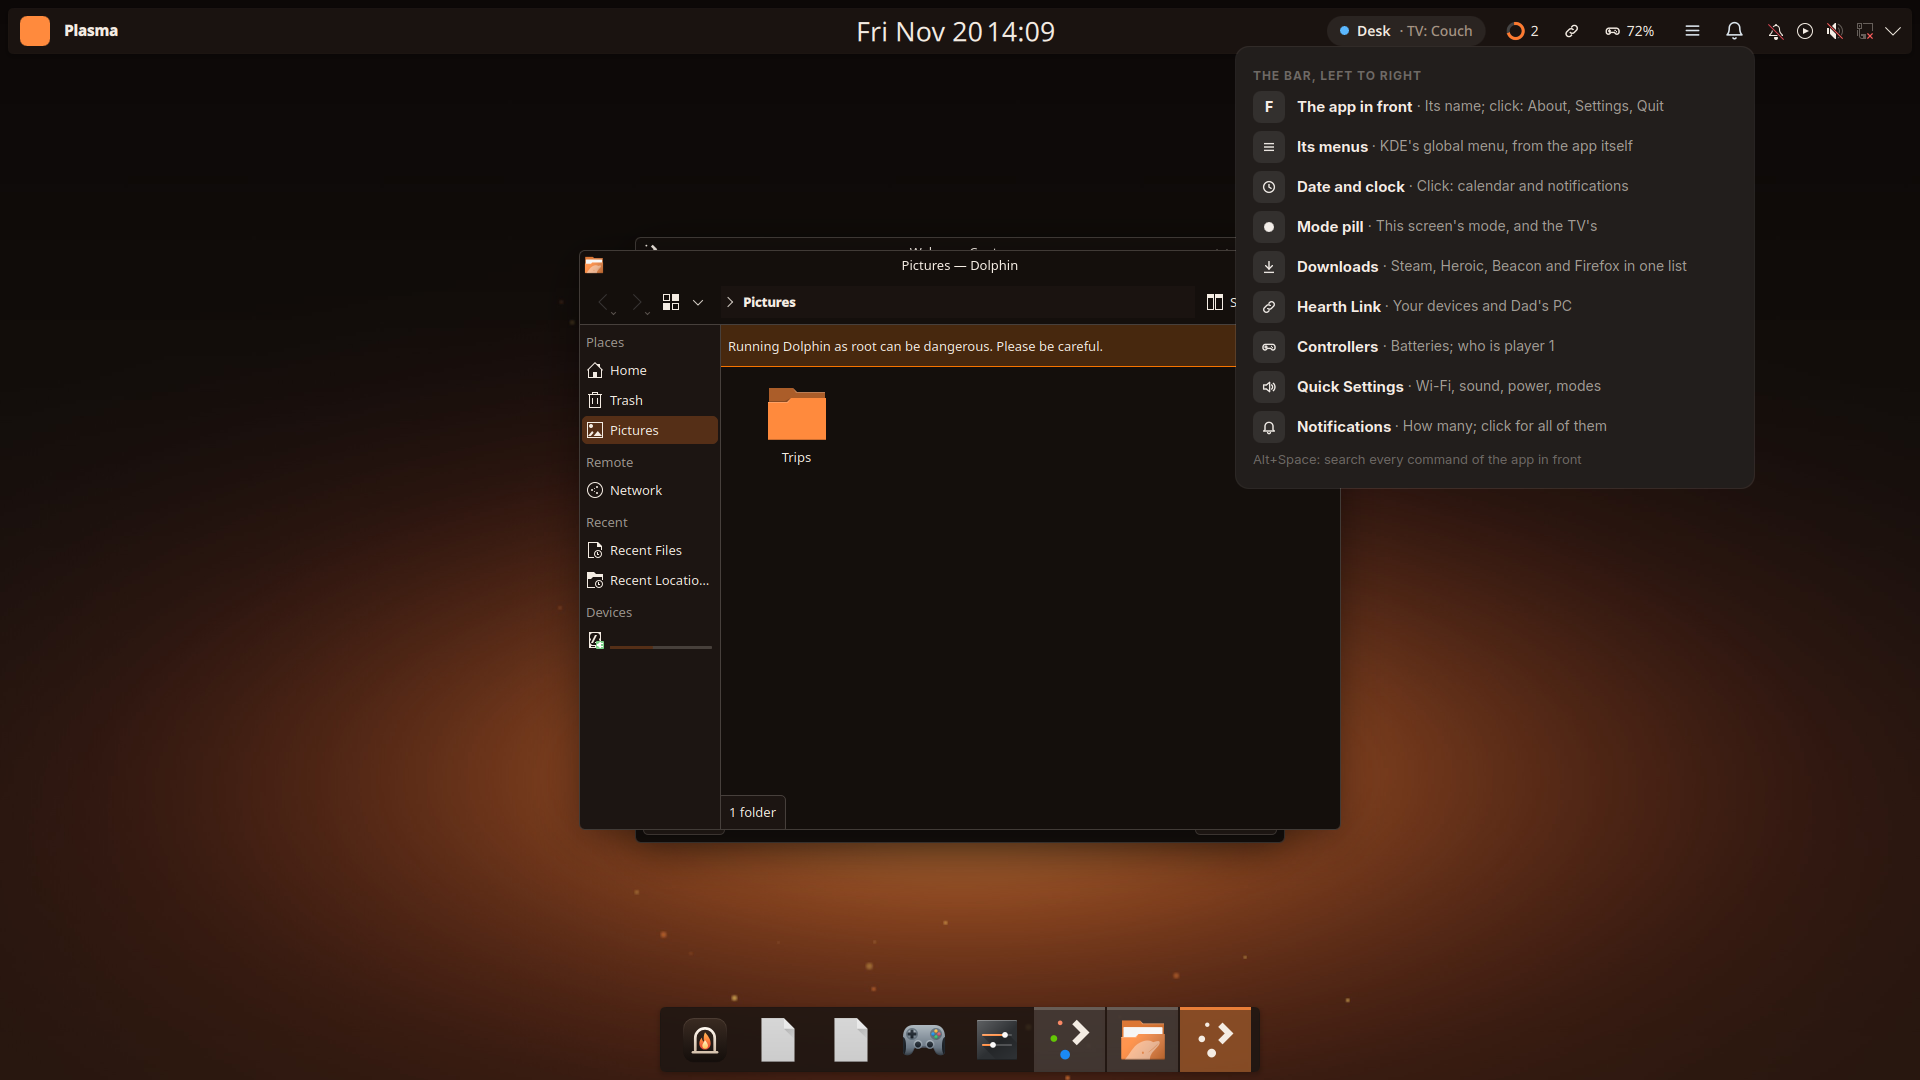 Plasma
Fri Nov 20 14:09
Desk · TV: Couch
2
72%
THE BAR, LEFT TO RIGHT
F The app in front · Its name; click: About, Settings, Quit
Its menus · KDE's global menu, from the app itself
Date and clock · Click: calendar and notifications
Mode pill · This screen's mode, and the TV's
Downloads · Steam, Heroic, Beacon and Firefox in one list
Hearth Link · Your devices and Dad's PC
Controllers · Batteries; who is player 1
Quick Settings · Wi-Fi, sound, power, modes
Notifications · How many; click for all of them
Alt+Space: search every command of the app in front
Pictures — Dolphin
Pictures
Places
Home
Trash
Pictures
Remote
Network
Recent
Recent Files
Recent Locatio...
Devices
Running Dolphin as root can be dangerous. Please be careful.
Trips
1 folder